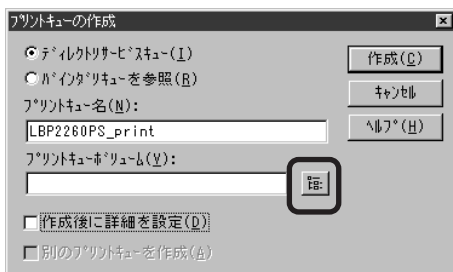 プリントキューの作成
ﾃﾞｨﾚｸﾄﾘｻｰﾋﾞｽｷｭｰ(I)
ﾊﾞｲﾝﾀﾞﾘｷｭｰを参照(R)
ﾌﾟﾘﾝﾄｷｭｰ名(N):
LBP2260PS_print
ﾌﾟﾘﾝﾄｷｭｰﾎﾞﾘｭｰﾑ(V):
作成後に詳細を設定(D)
別のﾌﾟﾘﾝﾄｷｭｰを作成(A)
作成(C)
ｷｬﾝｾﾙ
ﾍﾙﾌﾟ(H)